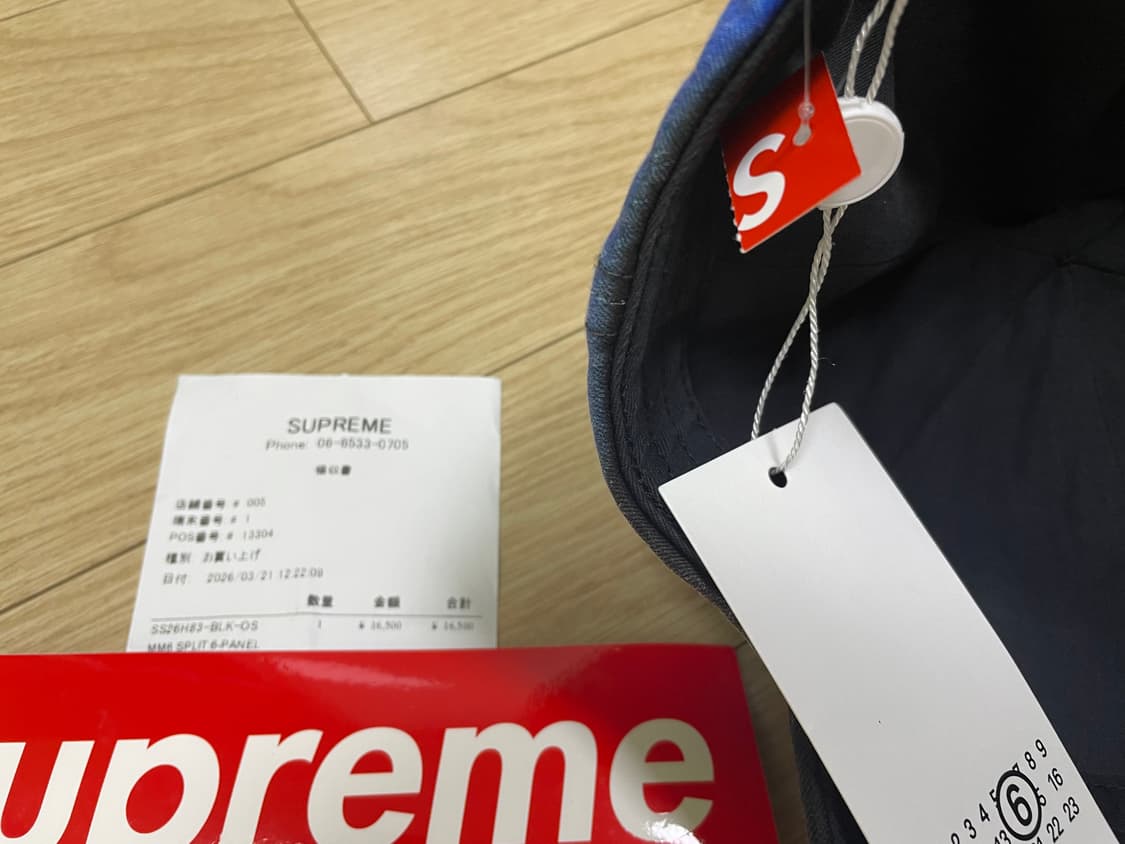 S
SUPREME
Phone: 06-6533-0705
領収書
店舗番号 # 005
端末番号 # 1
POS番号 # 13304
種別 お買い上げ
日付: 2026/03/21 12:22:09
数量 金額 合計
SS26H83-BLK-OS 1 ¥ 16,500 ¥ 16,500
MM6 SPLIT 6-PANEL
upreme
8 9
3 4 6 16
13 22 23